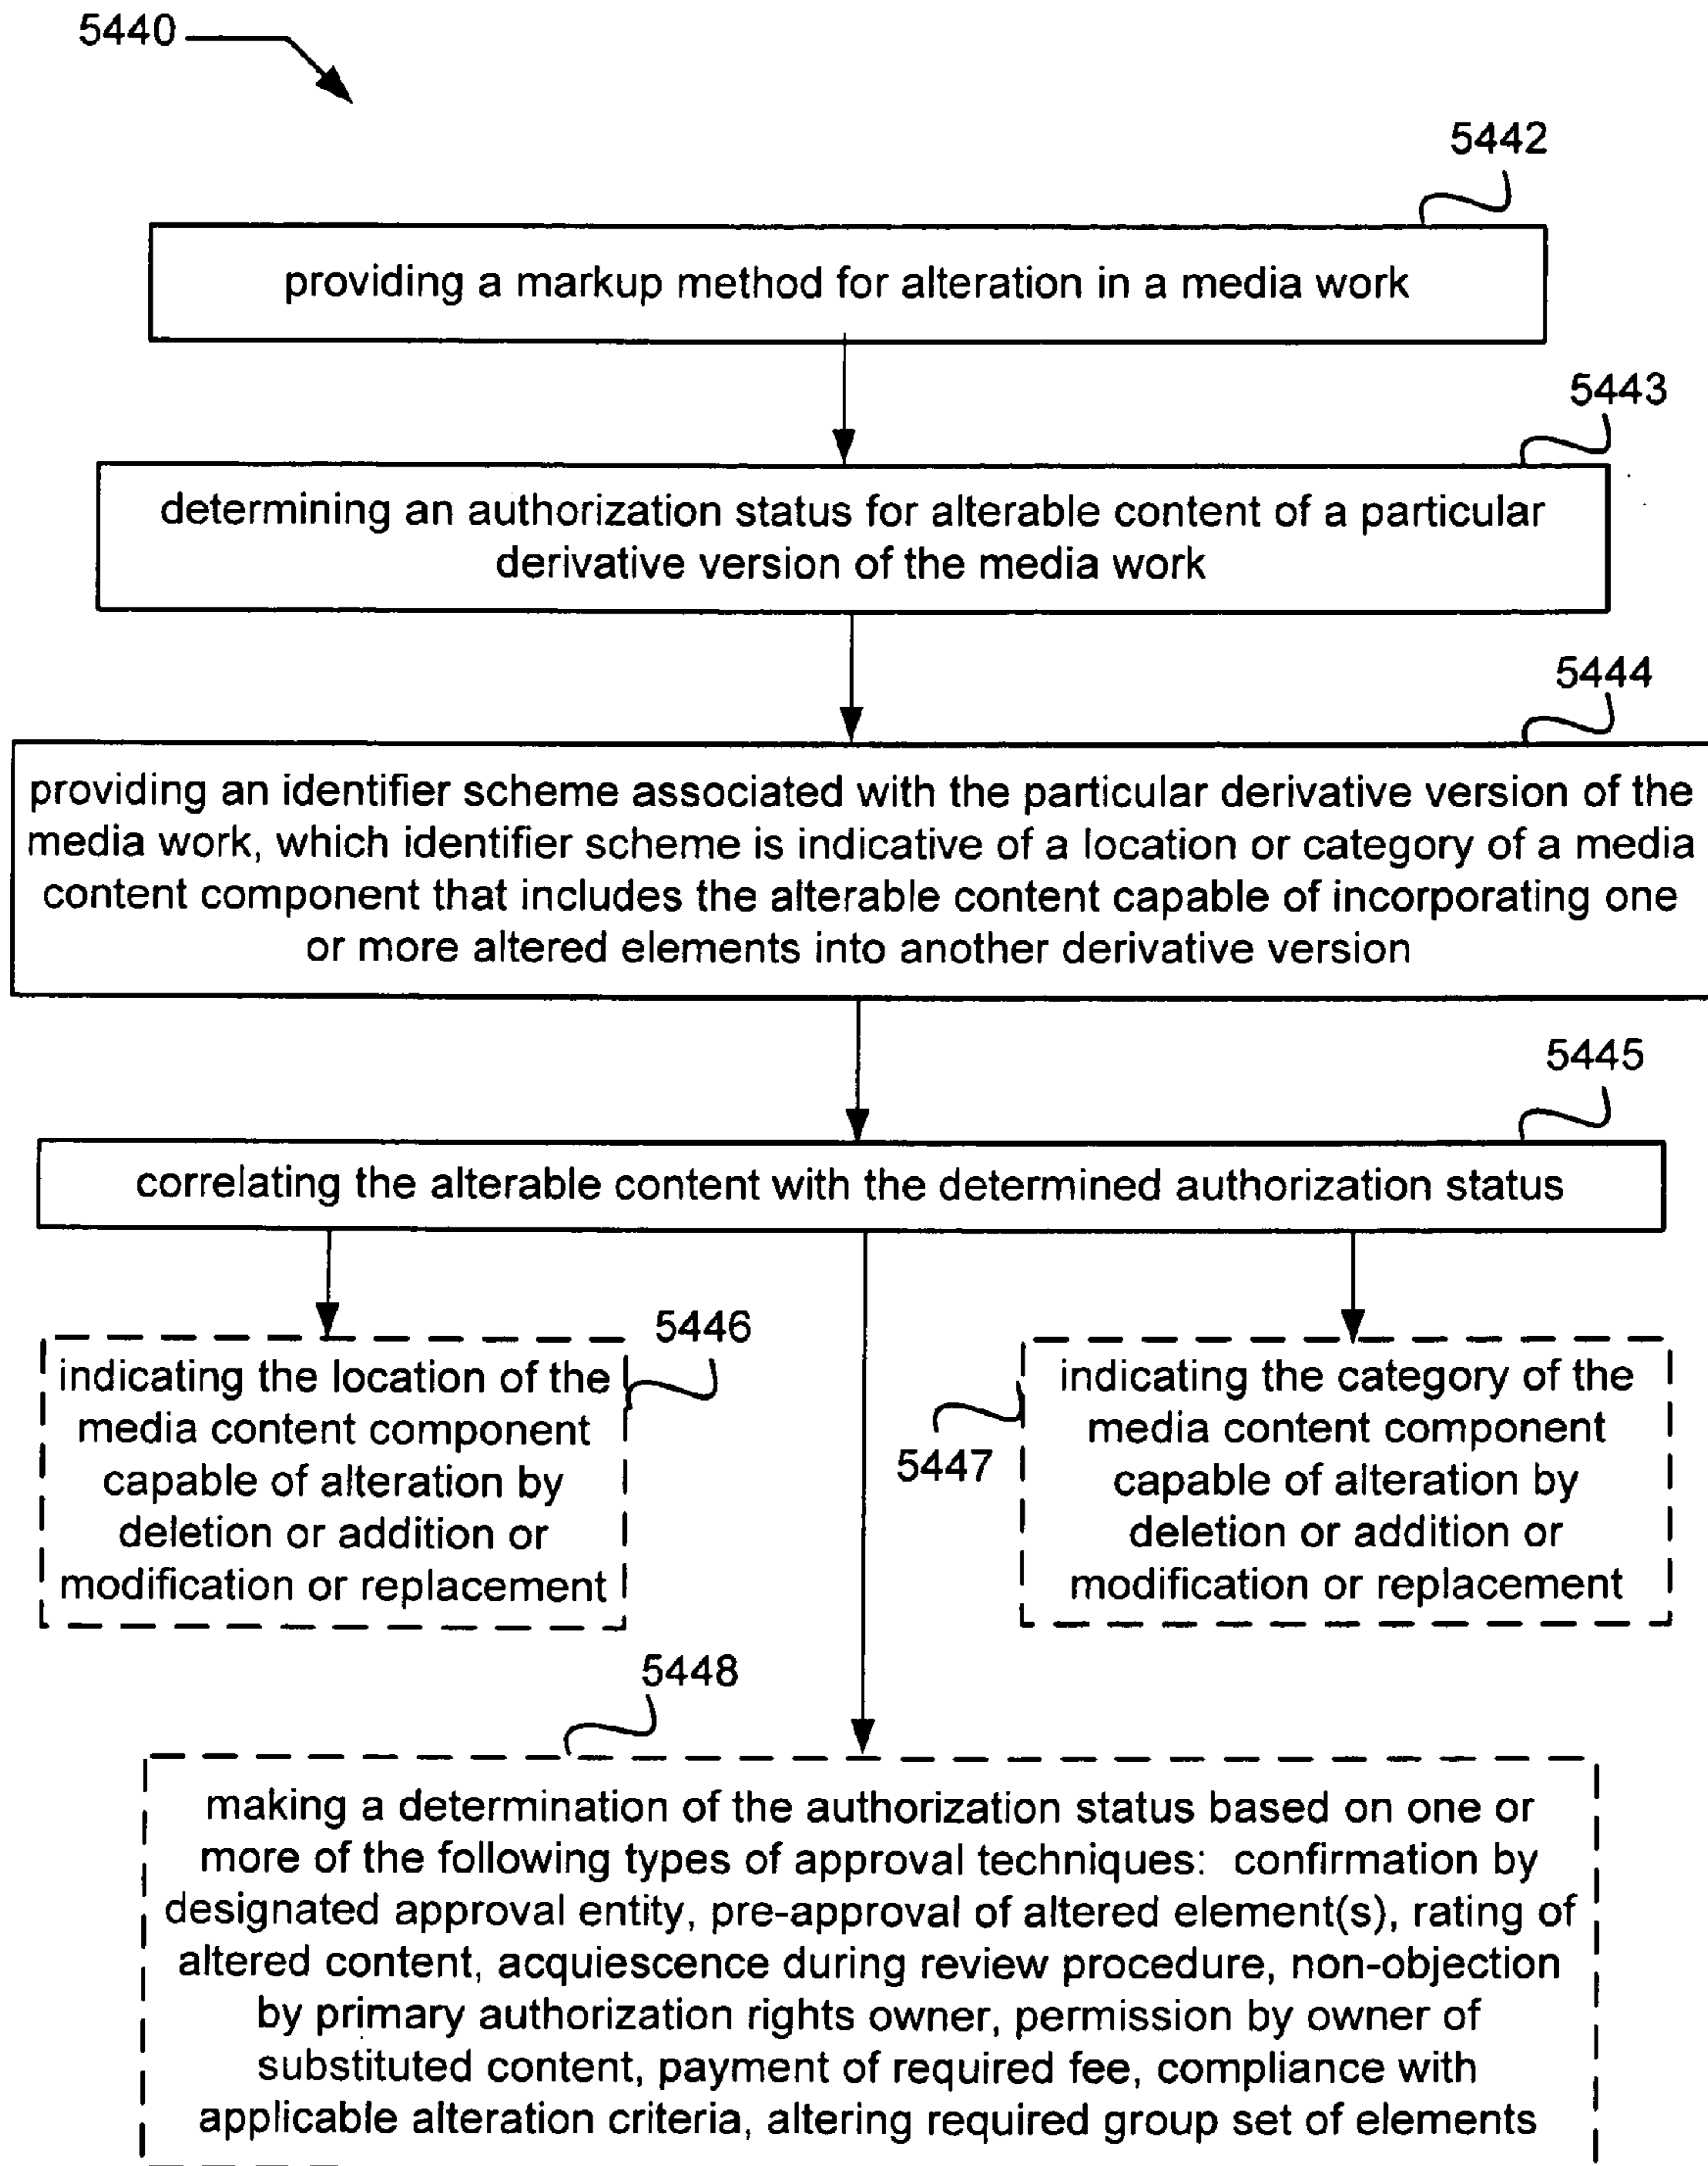 5440
5442
providing a markup method for alteration in a media work
5443
determining an authorization status for alterable content of a particular
derivative version of the media work
5444
providing an identifier scheme associated with the particular derivative version of the
media work, which identifier scheme is indicative of a location or category of a media
content component that includes the alterable content capable of incorporating one
or more altered elements into another derivative version
5445
correlating the alterable content with the determined authorization status
5446
indicating the location of the
media content component
capable of alteration by
deletion or addition or
modification or replacement
5447
indicating the category of the
media content component
capable of alteration by
deletion or addition or
modification or replacement
5448
making a determination of the authorization status based on one or
more of the following types of approval techniques: confirmation by
designated approval entity, pre-approval of altered element(s), rating of
altered content, acquiescence during review procedure, non-objection
by primary authorization rights owner, permission by owner of
substituted content, payment of required fee, compliance with
applicable alteration criteria, altering required group set of elements